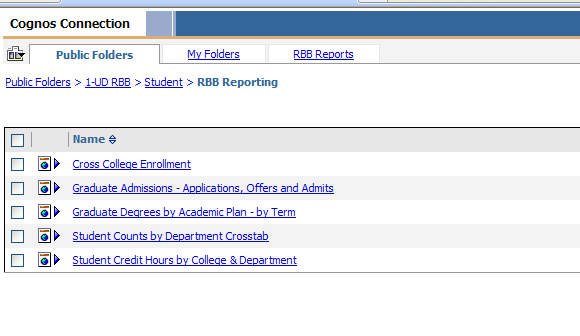 Cognos Connection
Public Folders My Folders RBB Reports
Public Folders > 1-UD RBB > Student > RBB Reporting
Name
Cross College Enrollment
Graduate Admissions - Applications, Offers and Admits
Graduate Degrees by Academic Plan - by Term
Student Counts by Department Crosstab
Student Credit Hours by College & Department